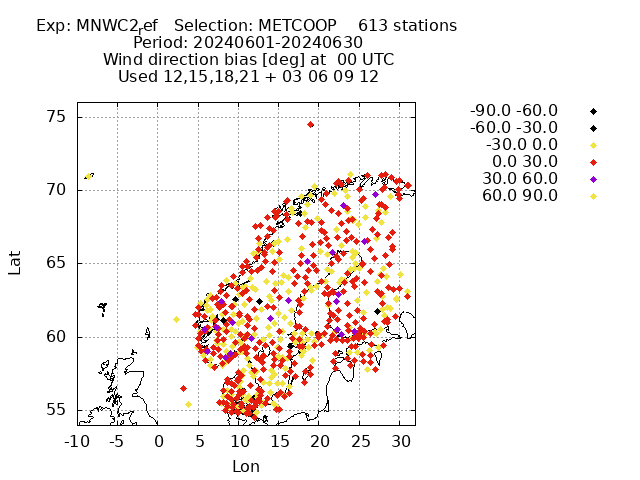 Exp: MNWC2ref Selection: METCOOP 613 stations
Period: 20240601-20240630
Wind direction bias [deg] at 00 UTC
Used 12,15,18,21 + 03 06 09 12
-90.0 -60.0
-60.0 -30.0
-30.0 0.0
0.0 30.0
30.0 60.0
60.0 90.0
75
70
65
60
55
Lat
-10 -5 0 5 10 15 20 25 30
Lon